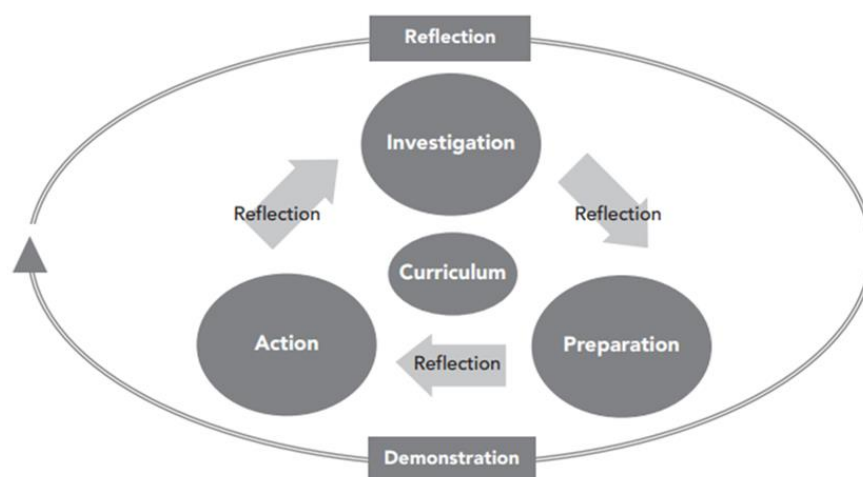 Reflection
Investigation
Reflection
Reflection
Curriculum
Action
Preparation
Reflection
Demonstration